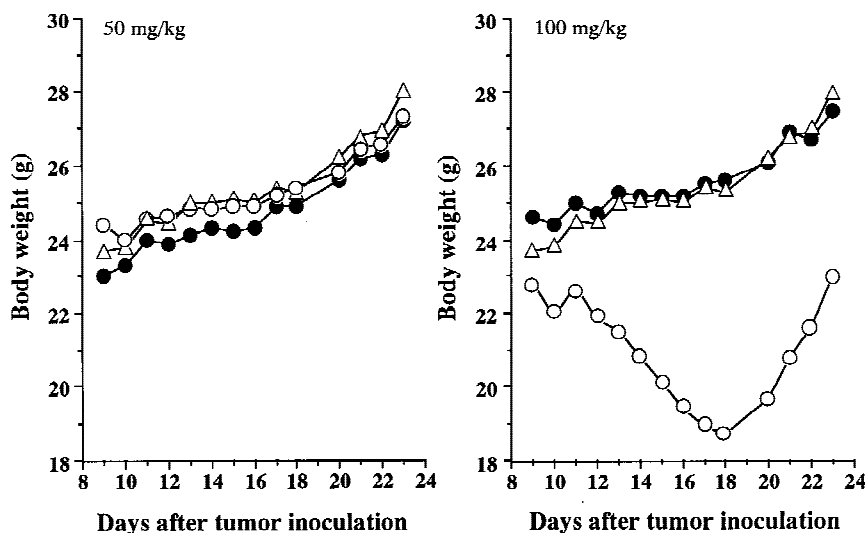 50 mg/kg
30
28
26
24
22
20
18
Body weight (g)
8 10 12 14 16 18 20 22 24
Days after tumor inoculation
100 mg/kg
30
28
26
24
22
20
18
Body weight (g)
8 10 12 14 16 18 20 22 24
Days after tumor inoculation